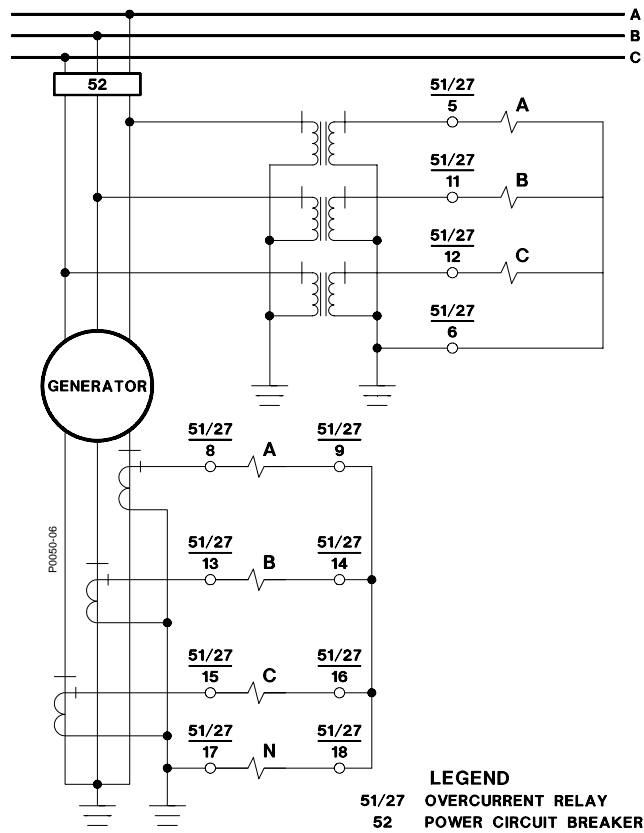 A
B
C
52
51/27
5
A
51/27
11
B
51/27
12
C
51/27
6
GENERATOR
51/27
8
A
51/27
9
P0050-06
51/27
13
B
51/27
14
51/27
15
C
51/27
16
51/27
17
N
51/27
18
LEGEND
51/27 OVERCURRENT RELAY
52 POWER CIRCUIT BREAKER